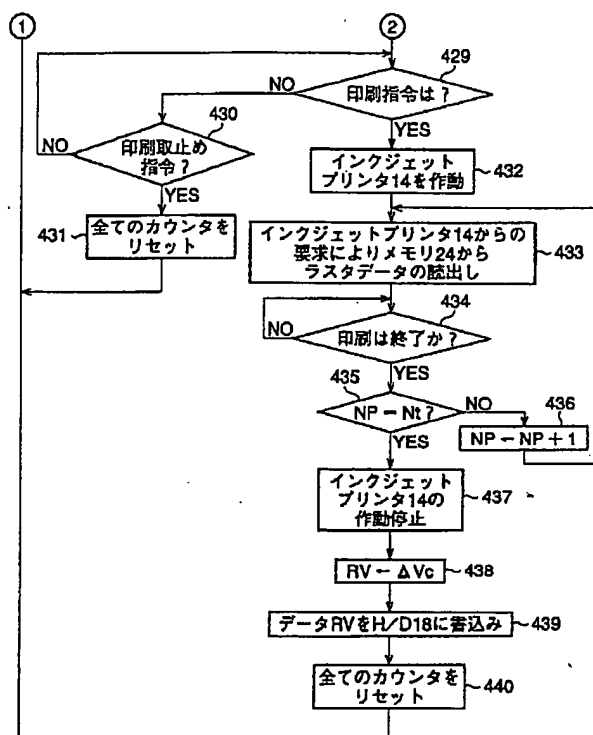 1
2
429
印刷指令は？
NO
YES
430
印刷取止め
指令？
NO
YES
431
全てのカウンタを
リセット
インクジェット
プリンタ14を作動
432
インクジェットプリンタ14からの
要求によりメモリ24から
ラスタデータの読出し
433
434
印刷は終了か？
NO
YES
435
NP＝Nt？
NO
YES
436
NP←NP＋1
インクジェット
プリンタ14の
作動停止
437
RV←ΔVc
438
データRVをH／D18に書込み
439
全てのカウンタを
リセット
440